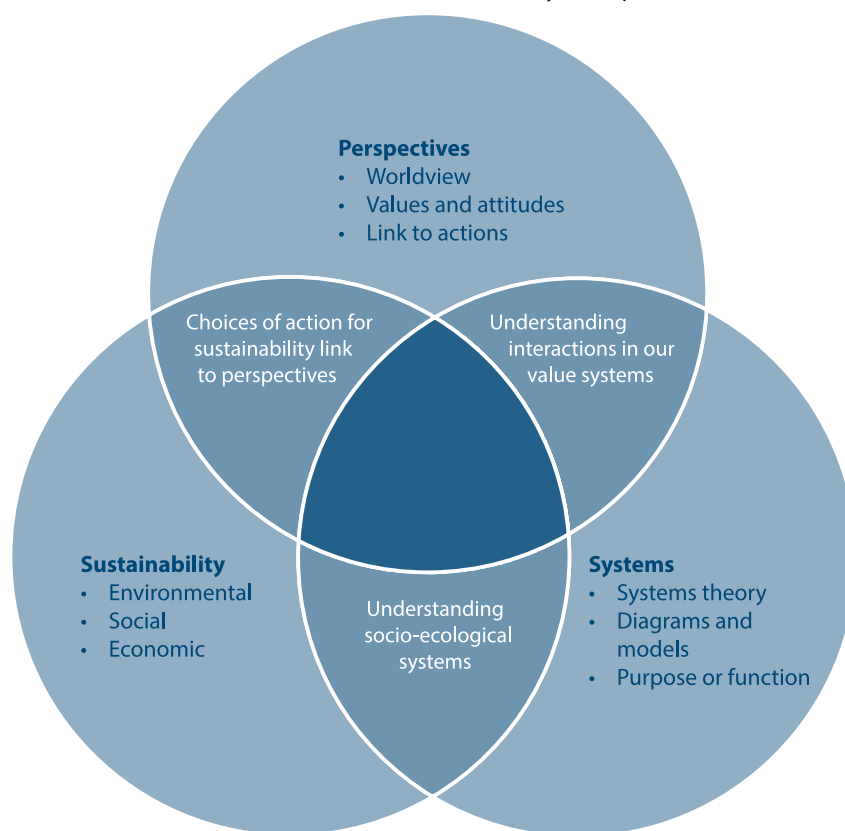 Perspectives
• Worldview
• Values and attitudes
• Link to actions
Choices of action for
sustainability link
to perspectives
Understanding
interactions in our
value systems
Sustainability
• Environmental
• Social
• Economic
Understanding
socio-ecological
systems
Systems
• Systems theory
• Diagrams and
models
• Purpose or function